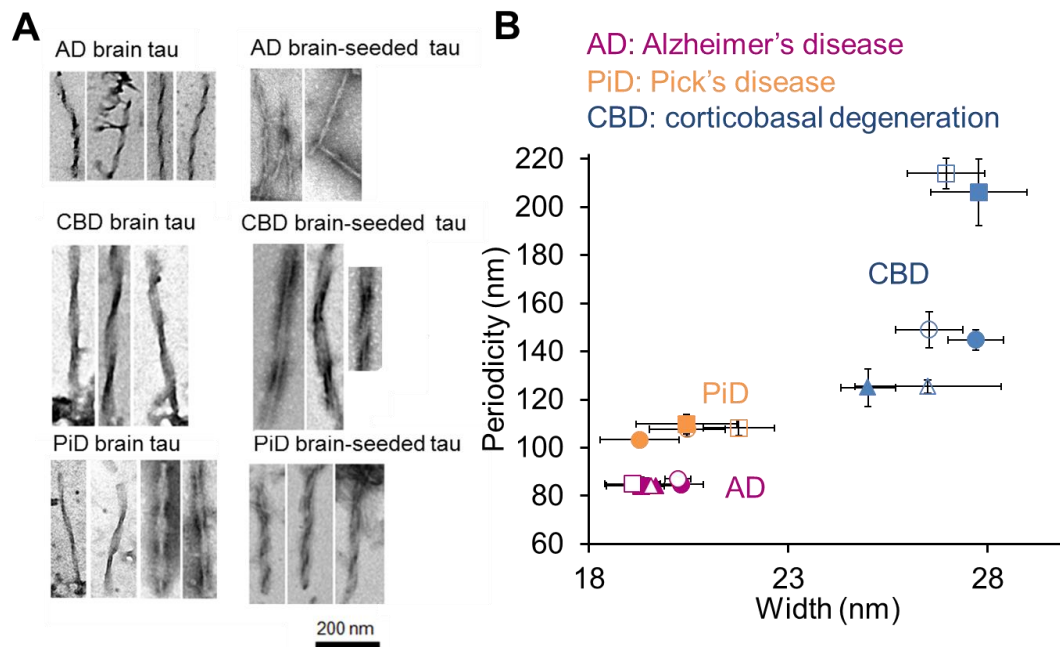 A
AD brain tau
AD brain-seeded tau
CBD brain tau
CBD brain-seeded tau
PiD brain tau
PiD brain-seeded tau
200 nm
B
AD: Alzheimer's disease
PiD: Pick's disease
CBD: corticobasal degeneration
Periodicity (nm)
220
200
180
160
140
120
100
80
60
CBD
PiD
AD
18
23
28
Width (nm)